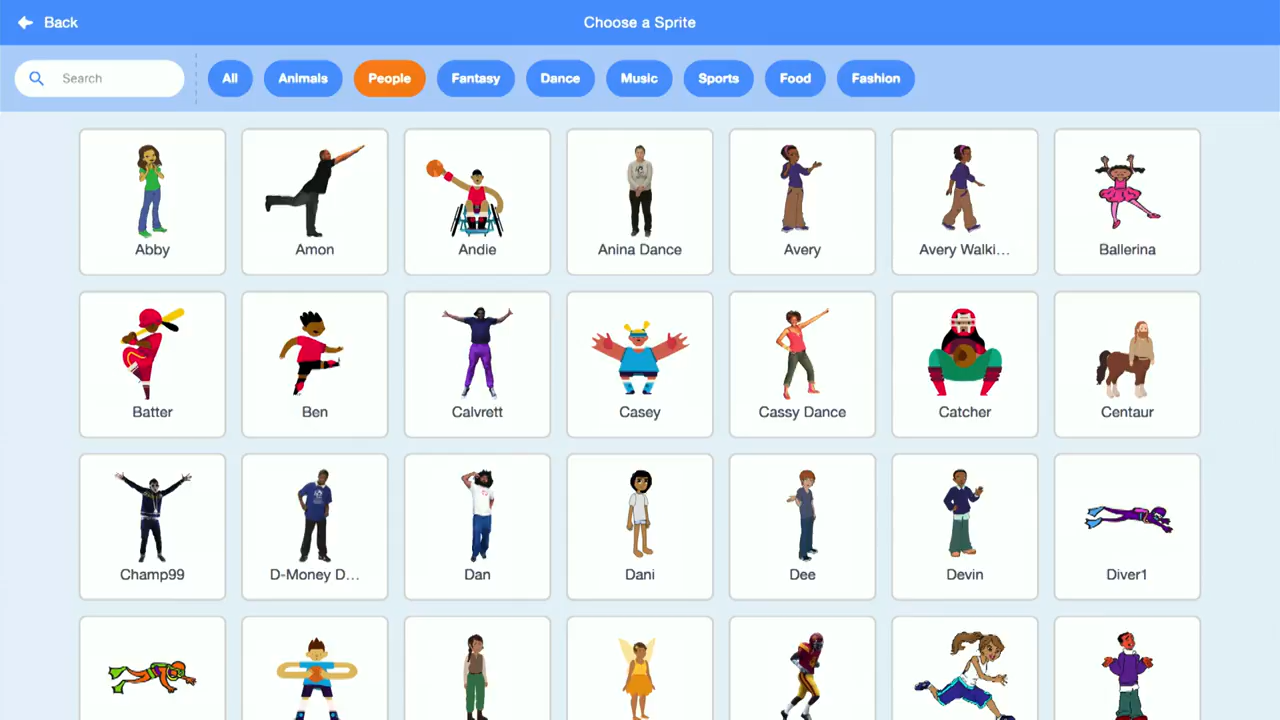 Back
Choose a Sprite
Search
All
Animals
People
Fantasy
Dance
Music
Sports
Food
Fashion
Abby
Amon
Andie
Anina Dance
Avery
Avery Walki...
Ballerina
Batter
Ben
Calvrett
Casey
Cassy Dance
Catcher
Centaur
Champ99
D-Money D...
Dan
Dani
Dee
Devin
Diver1